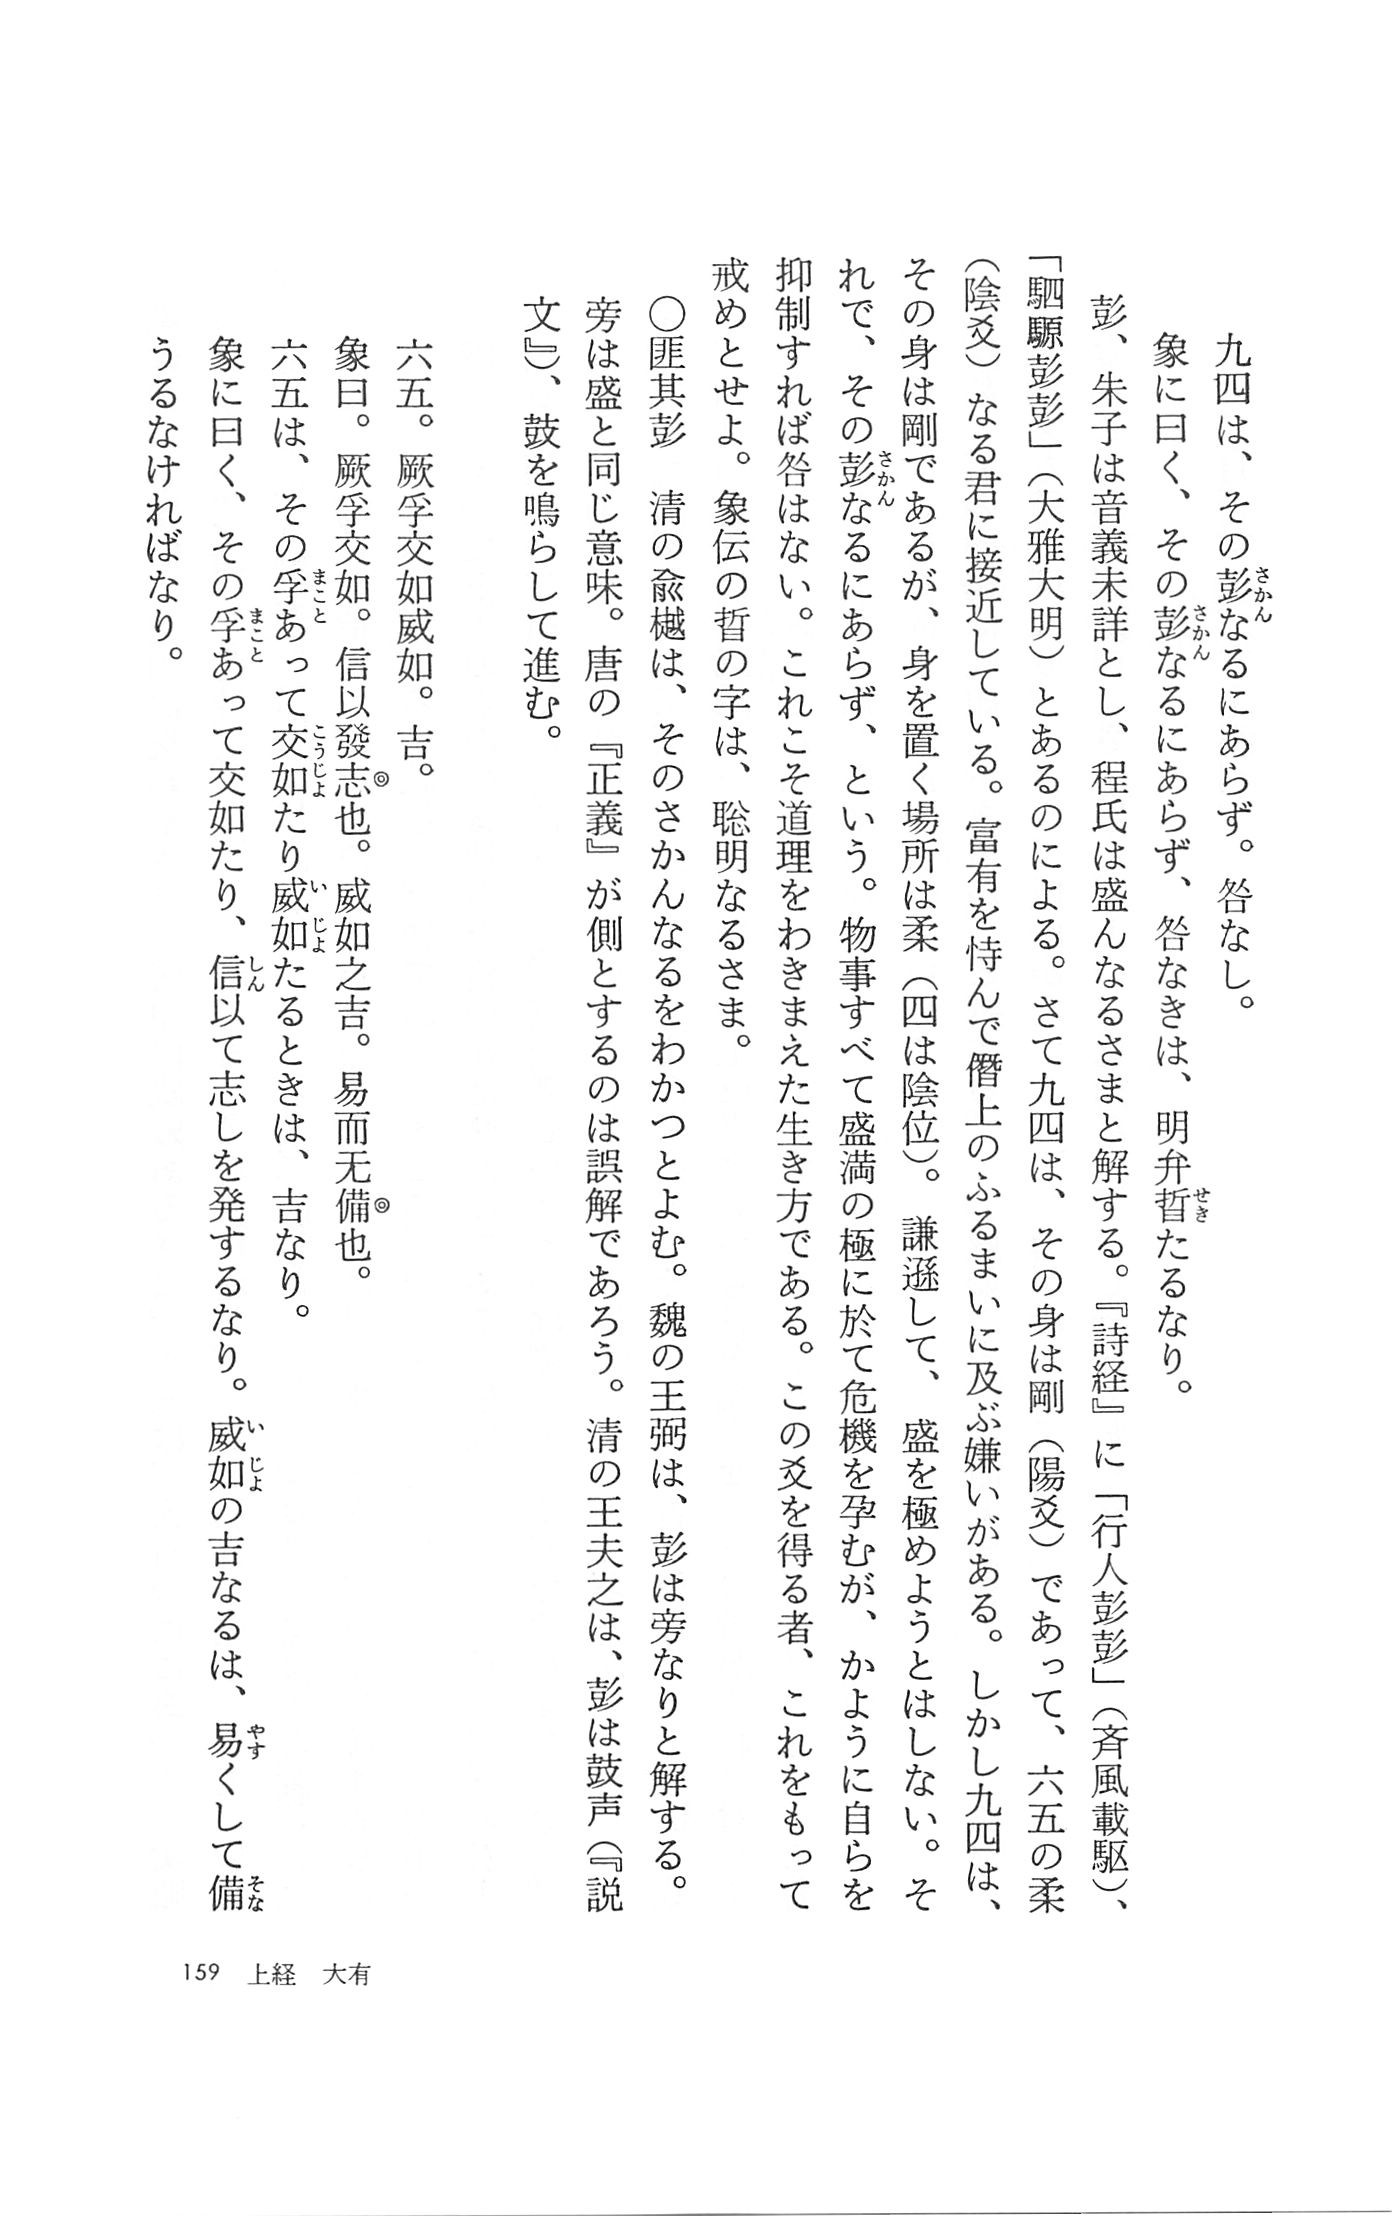 九四は、その彭なるにあらず。咎なし。
象に曰く、その彭なるにあらず、咎なきは、明弁晢たるなり。
彭、朱子は音義未詳とし、程氏は盛んなるさまと解する。『詩経』に「行人彭彭」（斉風載駆）、
「駟騵彭彭」（大雅大明）とあるのによる。さて九四は、その身は剛（陽爻）であって、六五の柔
（陰爻）なる君に接近している。富有を恃んで僭上のふるまいに及ぶ嫌いがある。しかし九四は、
その身は剛であるが、身を置く場所は柔（四は陰位）。謙遜して、盛を極めようとはしない。そ
れで、その彭なるにあらず、という。物事すべて盛満の極に於て危機を孕むが、かように自らを
抑制すれば咎はない。これこそ道理をわきまえた生き方である。この爻を得る者、これをもって
戒めとせよ。象伝の晢の字は、聡明なるさま。
〇匪其彭　清の兪樾は、そのさかんなるをわかつとよむ。魏の王弼は、彭は旁なりと解する。
旁は盛と同じ意味。唐の『正義』が側とするのは誤解であろう。清の王夫之は、彭は鼓声（『説
文』）、鼓を鳴らして進む。
六五。厥孚交如威如。吉。
象曰。厥孚交如。信以發志也。威如之吉。易而无備也。
六五は、その孚あって交如たり威如たるときは、吉なり。
象に曰く、その孚あって交如たり、信以て志しを発するなり。威如の吉なるは、易くして備
うるなければなり。
159　上経　大有